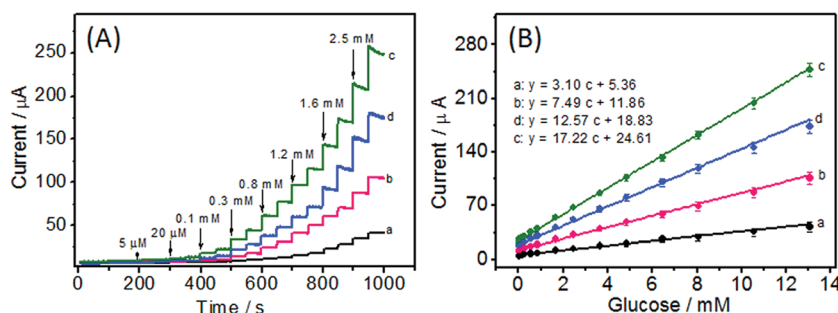 (A)
250
200
150
100
50
Current / µA
5 µM
20 µM
0.1 mM
0.3 mM
0.8 mM
1.2 mM
1.6 mM
2.5 mM
c
d
b
a
0 200 400 600 800 1000
Time / s
(B)
280
210
140
70
0
Current / µ A
a: y = 3.10 c + 5.36
b: y = 7.49 c + 11.86
d: y = 12.57 c + 18.83
c: y = 17.22 c + 24.61
c
d
b
a
0 2 4 6 8 10 12 14
Glucose / mM